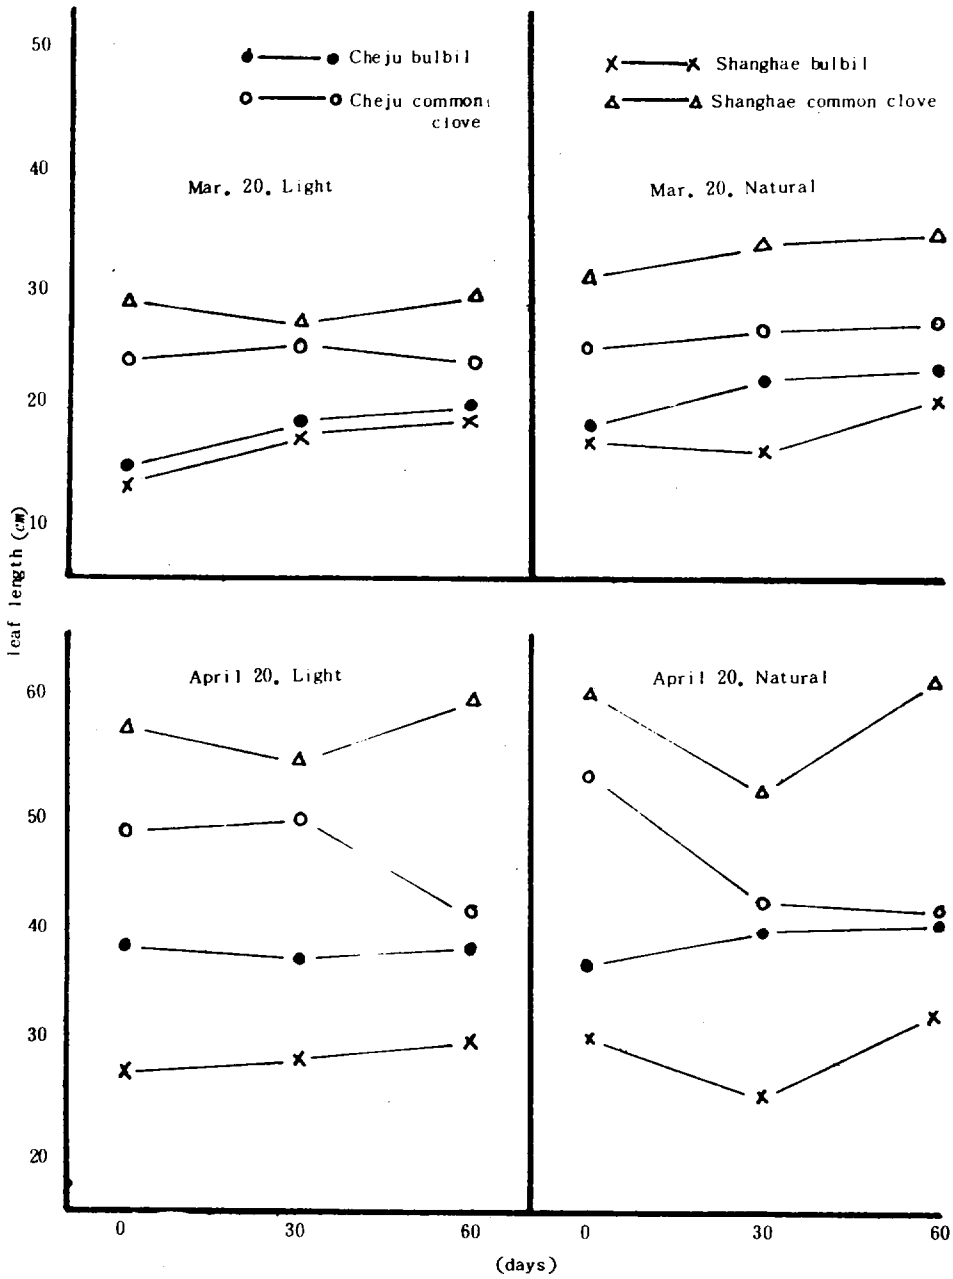 50
Cheju bulbil
Shanghae bulbil
Cheju common
clove
Shanghae common clove
40
Mar. 20. Light
Mar. 20. Natural
30
20
10
leaf length (cm)
April 20. Light
April 20. Natural
60
50
40
30
20
0 30 60 0 30 60
(days)